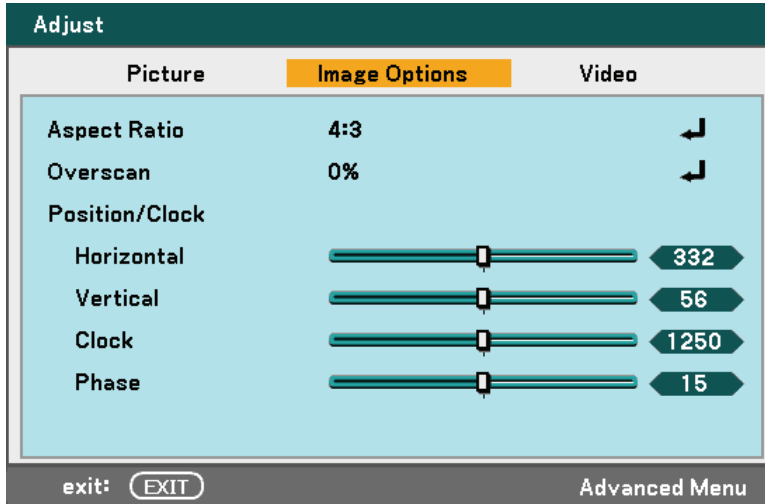 Adjust
Picture Image Options Video
Aspect Ratio 4:3
Overscan 0%
Position/Clock
Horizontal 332
Vertical 56
Clock 1250
Phase 15
exit: EXIT Advanced Menu